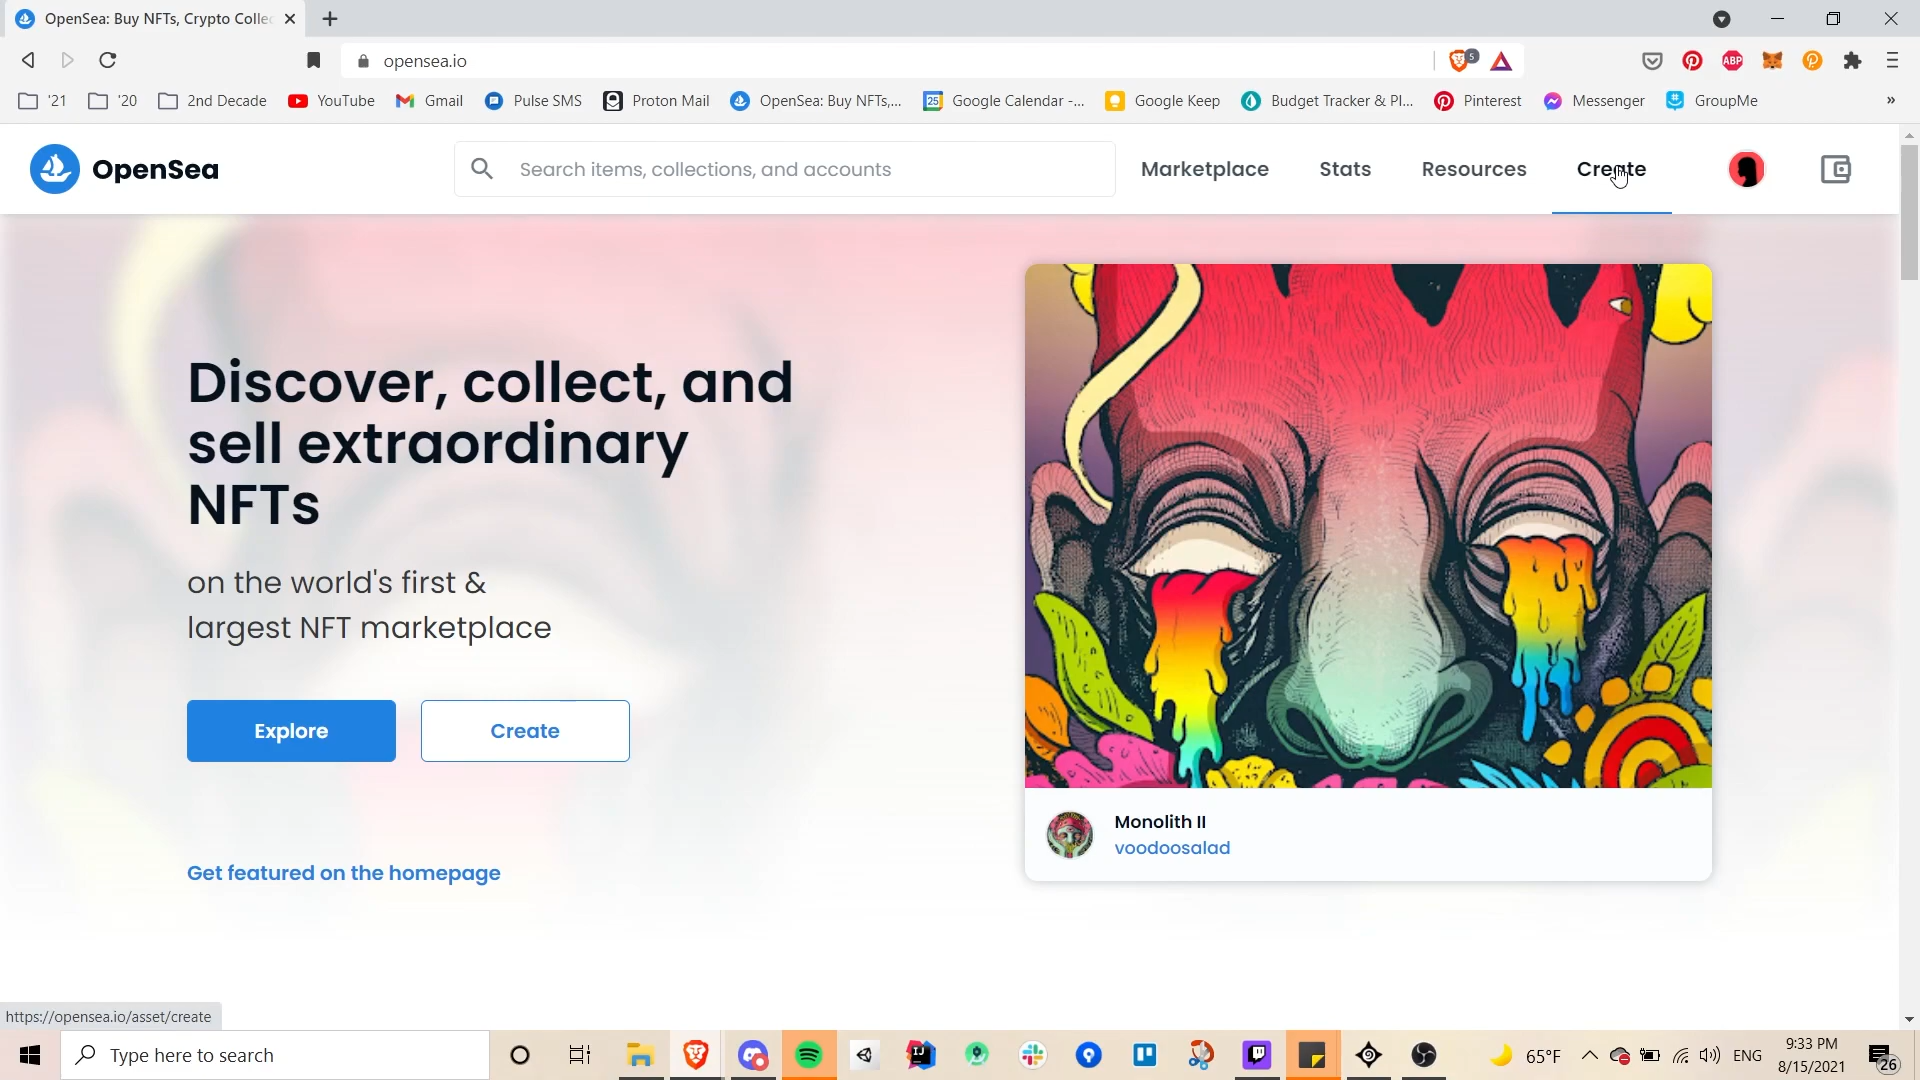 OpenSea: Buy NFTs, Crypto Collec
opensea.io
5
ABP
'21
'20
2nd Decade
YouTube
Gmail
Pulse SMS
Proton Mail
OpenSea: Buy NFTs,...
25
Google Calendar -...
Google Keep
Budget Tracker & Pl...
Pinterest
Messenger
GroupMe
»
OpenSea
Search items, collections, and accounts
Marketplace
Stats
Resources
Create
Discover, collect, and
sell extraordinary
NFTs
on the world's first &
largest NFT marketplace
Explore
Create
Get featured on the homepage
Monolith II
voodoosalad
https://opensea.io/asset/create
Type here to search
65°F
ENG
9:33 PM
8/15/2021
26